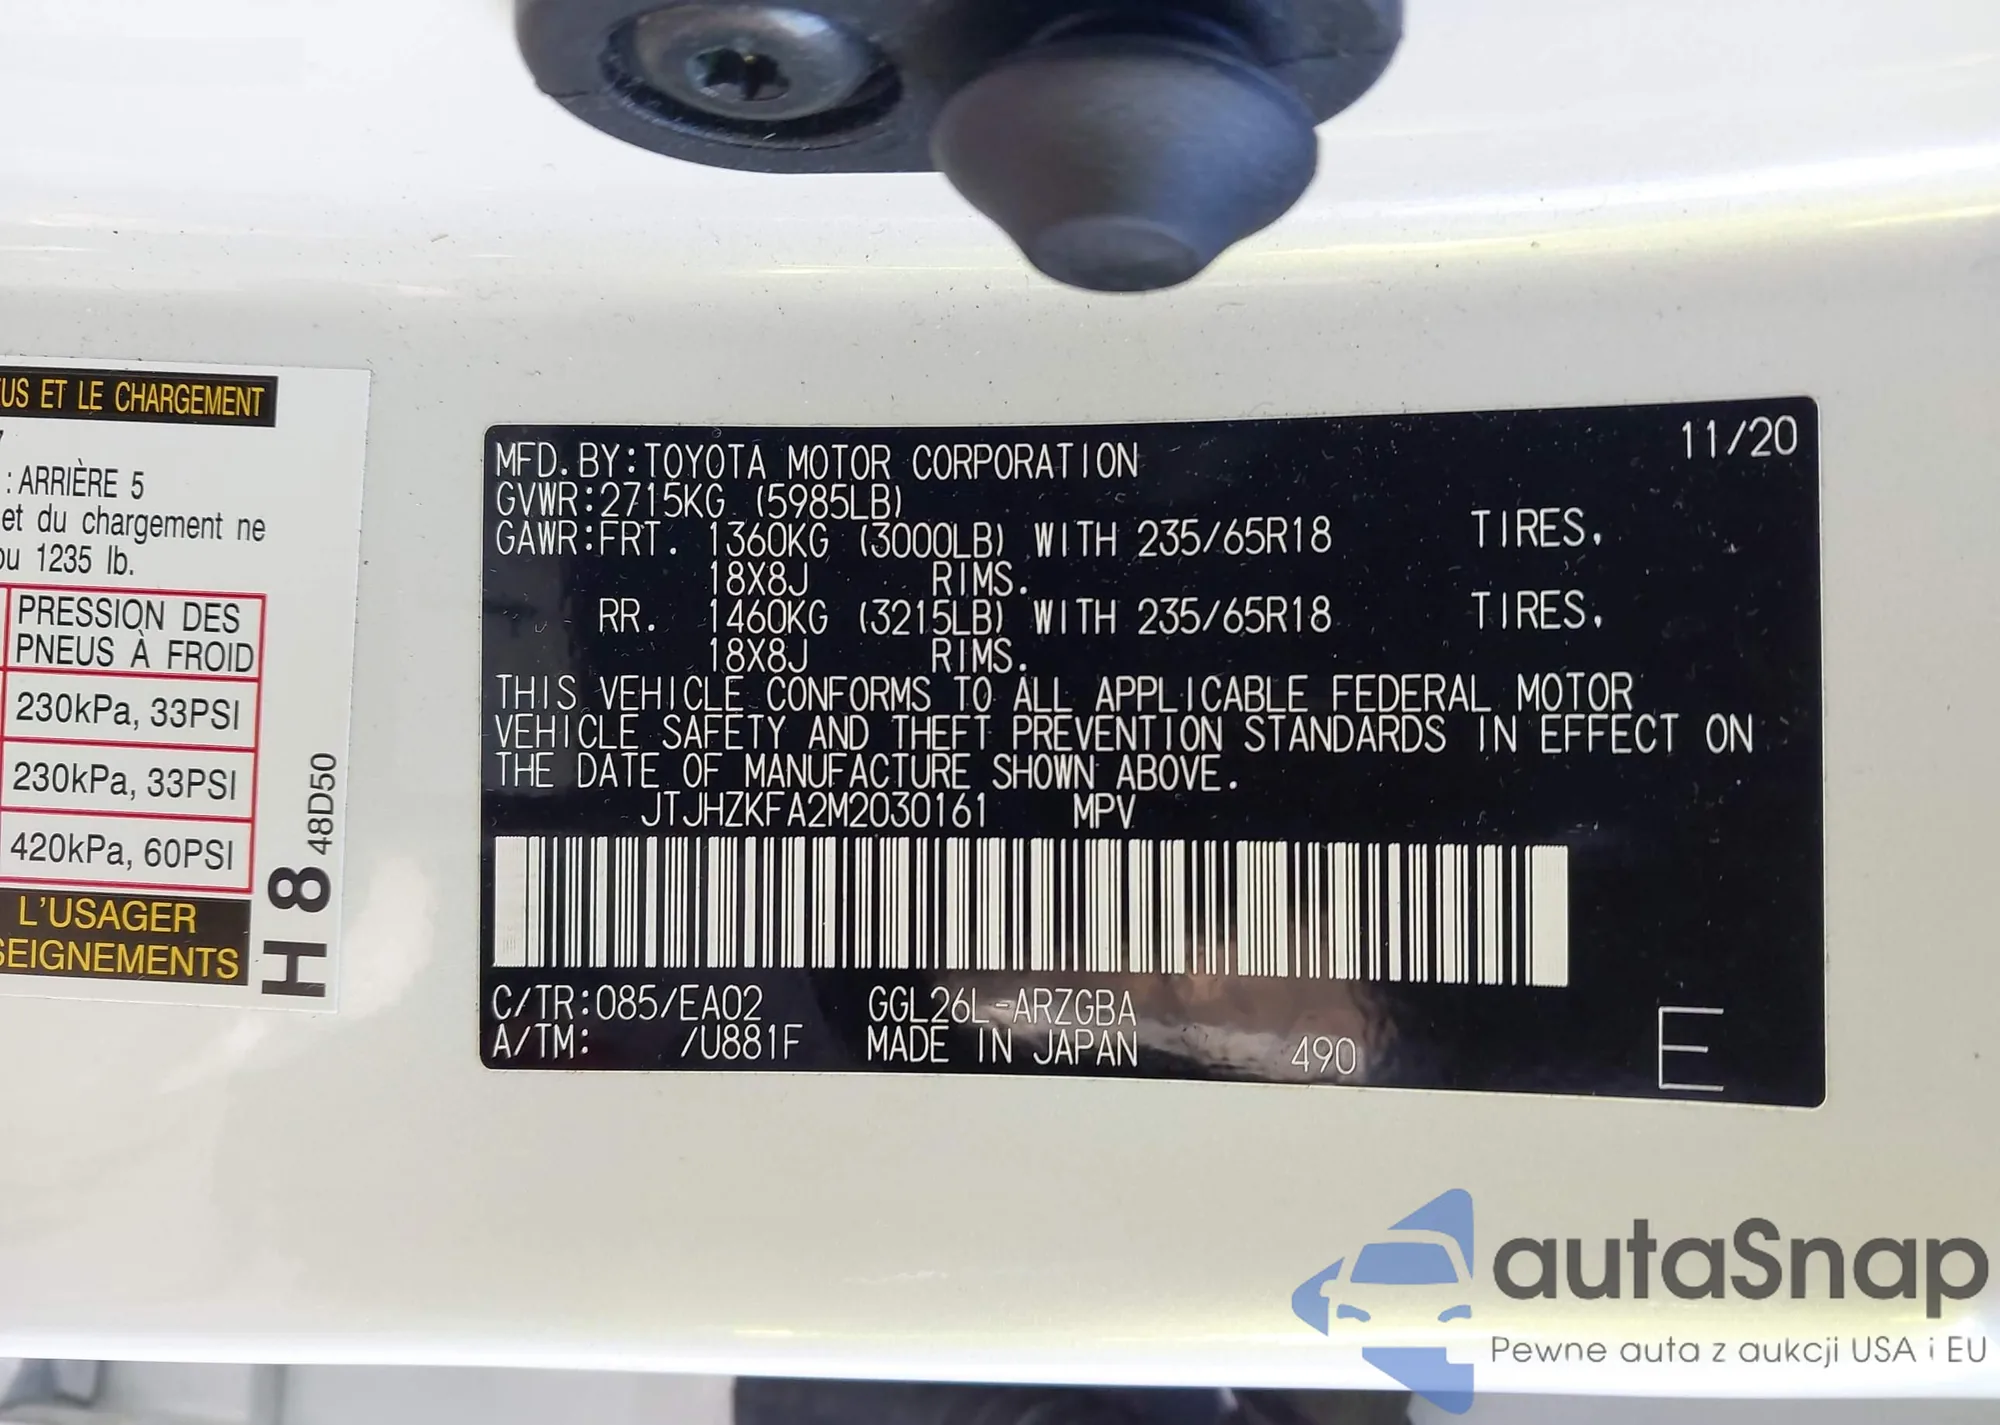 US ET LE CHARGEMENT
: ARRIÈRE 5
et du chargement ne
ou 1235 lb.
PRESSION DES
PNEUS À FROID
230kPa, 33PSI
230kPa, 33PSI
420kPa, 60PSI
L'USAGER
SEIGNEMENTS
H 8 48D50
MFD. BY: TOYOTA MOTOR CORPORATION 11/20
GVWR: 2715KG (5985LB)
GAWR: FRT. 1360KG (3000LB) WITH 235/65R18 TIRES,
18X8J RIMS.
RR. 1460KG (3215LB) WITH 235/65R18 TIRES,
18X8J RIMS.
THIS VEHICLE CONFORMS TO ALL APPLICABLE FEDERAL MOTOR
VEHICLE SAFETY AND THEFT PREVENTION STANDARDS IN EFFECT ON
THE DATE OF MANUFACTURE SHOWN ABOVE.
JTJHZKFA2M2030161 MPV
C/TR: 085/EA02 GGL26L-ARZGBA
A/TM: /U881F MADE IN JAPAN 490 E
autaSnap
Pewne auta z aukcji USA i EU